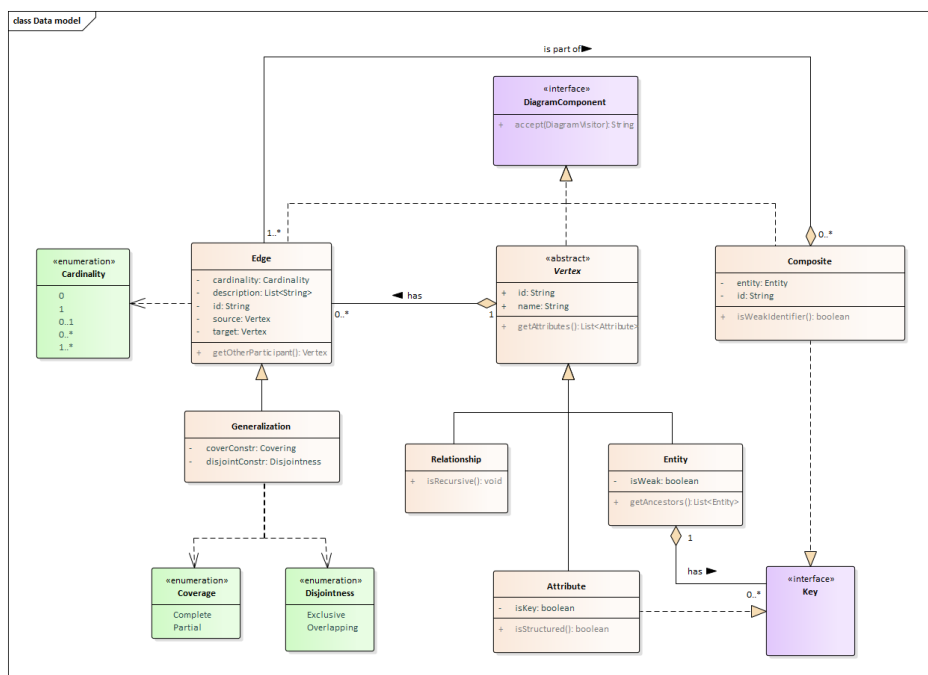 class Data model
is part of►
«interface»
DiagramComponent
+ accept(DiagramVisitor): String
1..*
0..*
«enumeration»
Cardinality
0
1
0..1
0..*
1..*
Edge
- cardinality: Cardinality
- description: List<String>
- id: String
- source: Vertex
- target: Vertex
+ getOtherParticipant(): Vertex
◄ has
0..*
1
«abstract»
Vertex
+ id: String
+ name: String
+ getAttributes(): List<Attribute>
Composite
- entity: Entity
- id: String
+ isWeakIdentifier(): boolean
Generalization
- coverConstr: Covering
- disjointConstr: Disjointness
Relationship
+ isRecursive(): void
Entity
- isWeak: boolean
+ getAncestors(): List<Entity>
1
has ►
0..*
«enumeration»
Coverage
Complete
Partial
«enumeration»
Disjointness
Exclusive
Overlapping
Attribute
- isKey: boolean
+ isStructured(): boolean
«interface»
Key